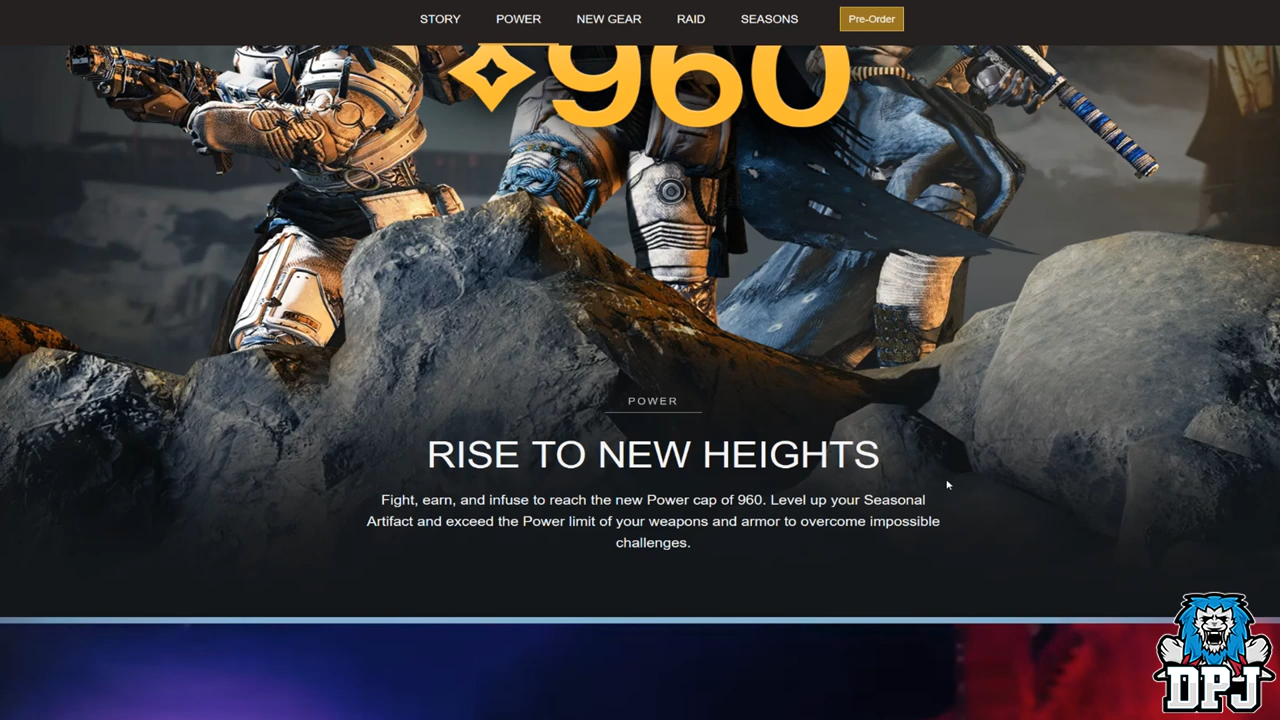 STORY POWER NEW GEAR RAID SEASONS Pre-Order
960
POWER
RISE TO NEW HEIGHTS
Fight, earn, and infuse to reach the new Power cap of 960. Level up your Seasonal
Artifact and exceed the Power limit of your weapons and armor to overcome impossible
challenges.
DPJ